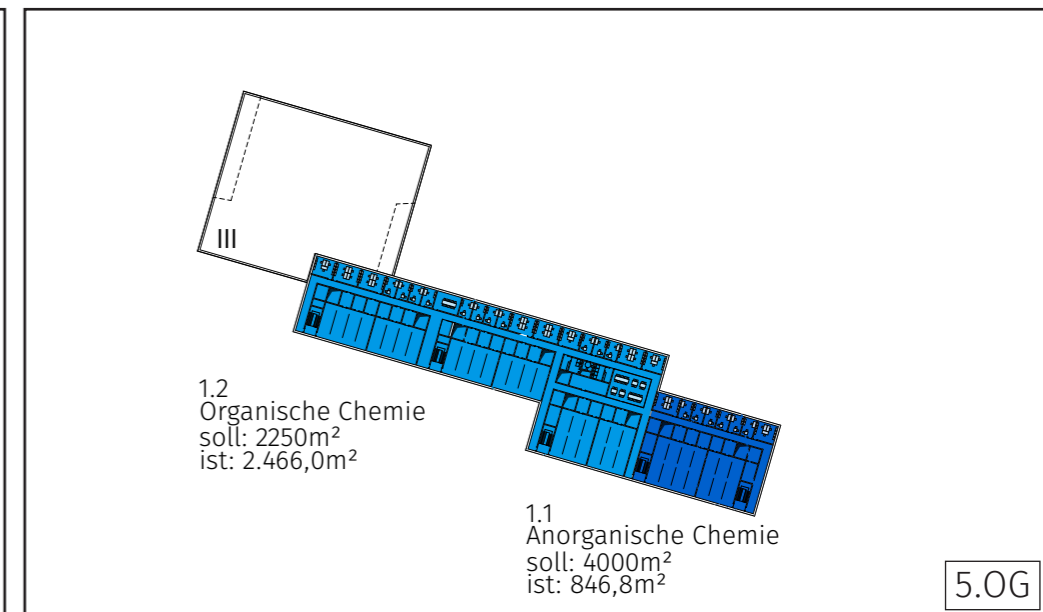 III
1.2
Organische Chemie
soll: 2250m²
ist: 2.466,0m²
1.1
Anorganische Chemie
soll: 4000m²
ist: 846,8m²
5.OG